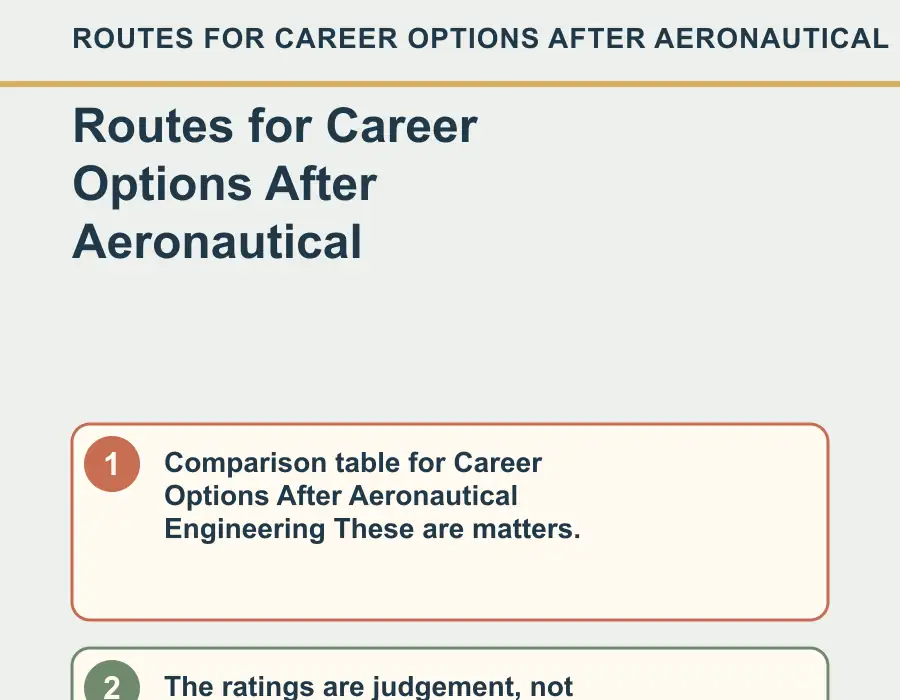 ROUTES FOR CAREER OPTIONS AFTER AERONAUTICAL
Routes for Career
Options After
Aeronautical
1
Comparison table for Career
Options After Aeronautical
Engineering These are matters.
2
The ratings are judgement, not